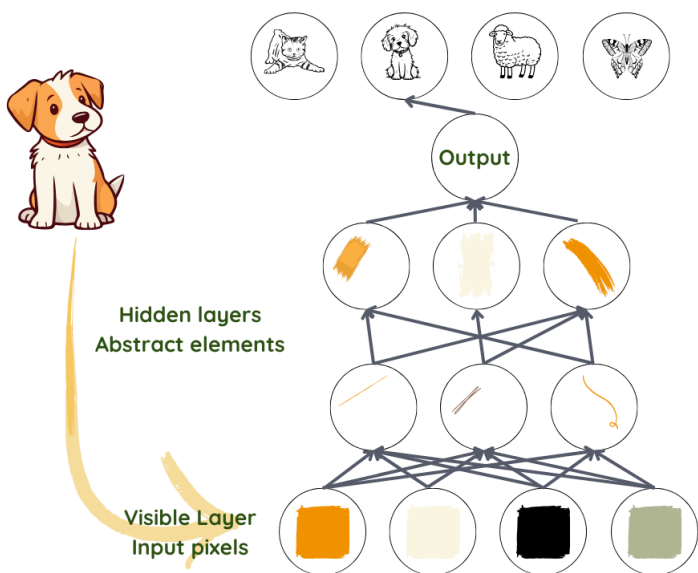 Output
Hidden layers
Abstract elements
Visible Layer
Input pixels